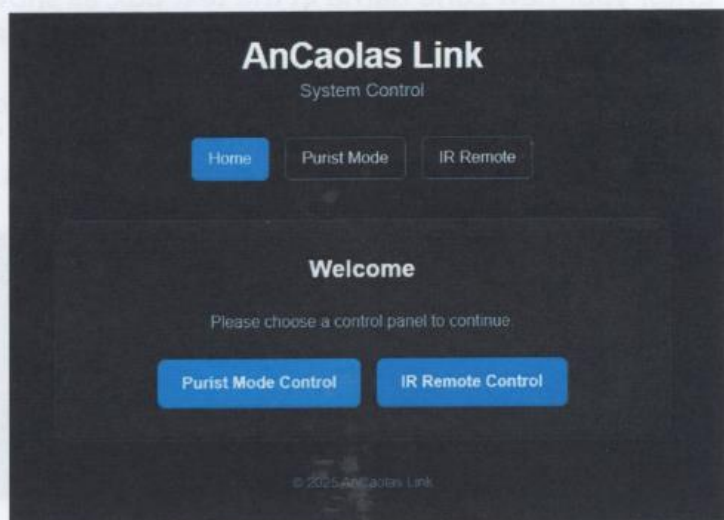 AnCaolas Link
System Control
Home Purist Mode IR Remote
Welcome
Please choose a control panel to continue.
Purist Mode Control IR Remote Control
© 2025 AnCaolas Link